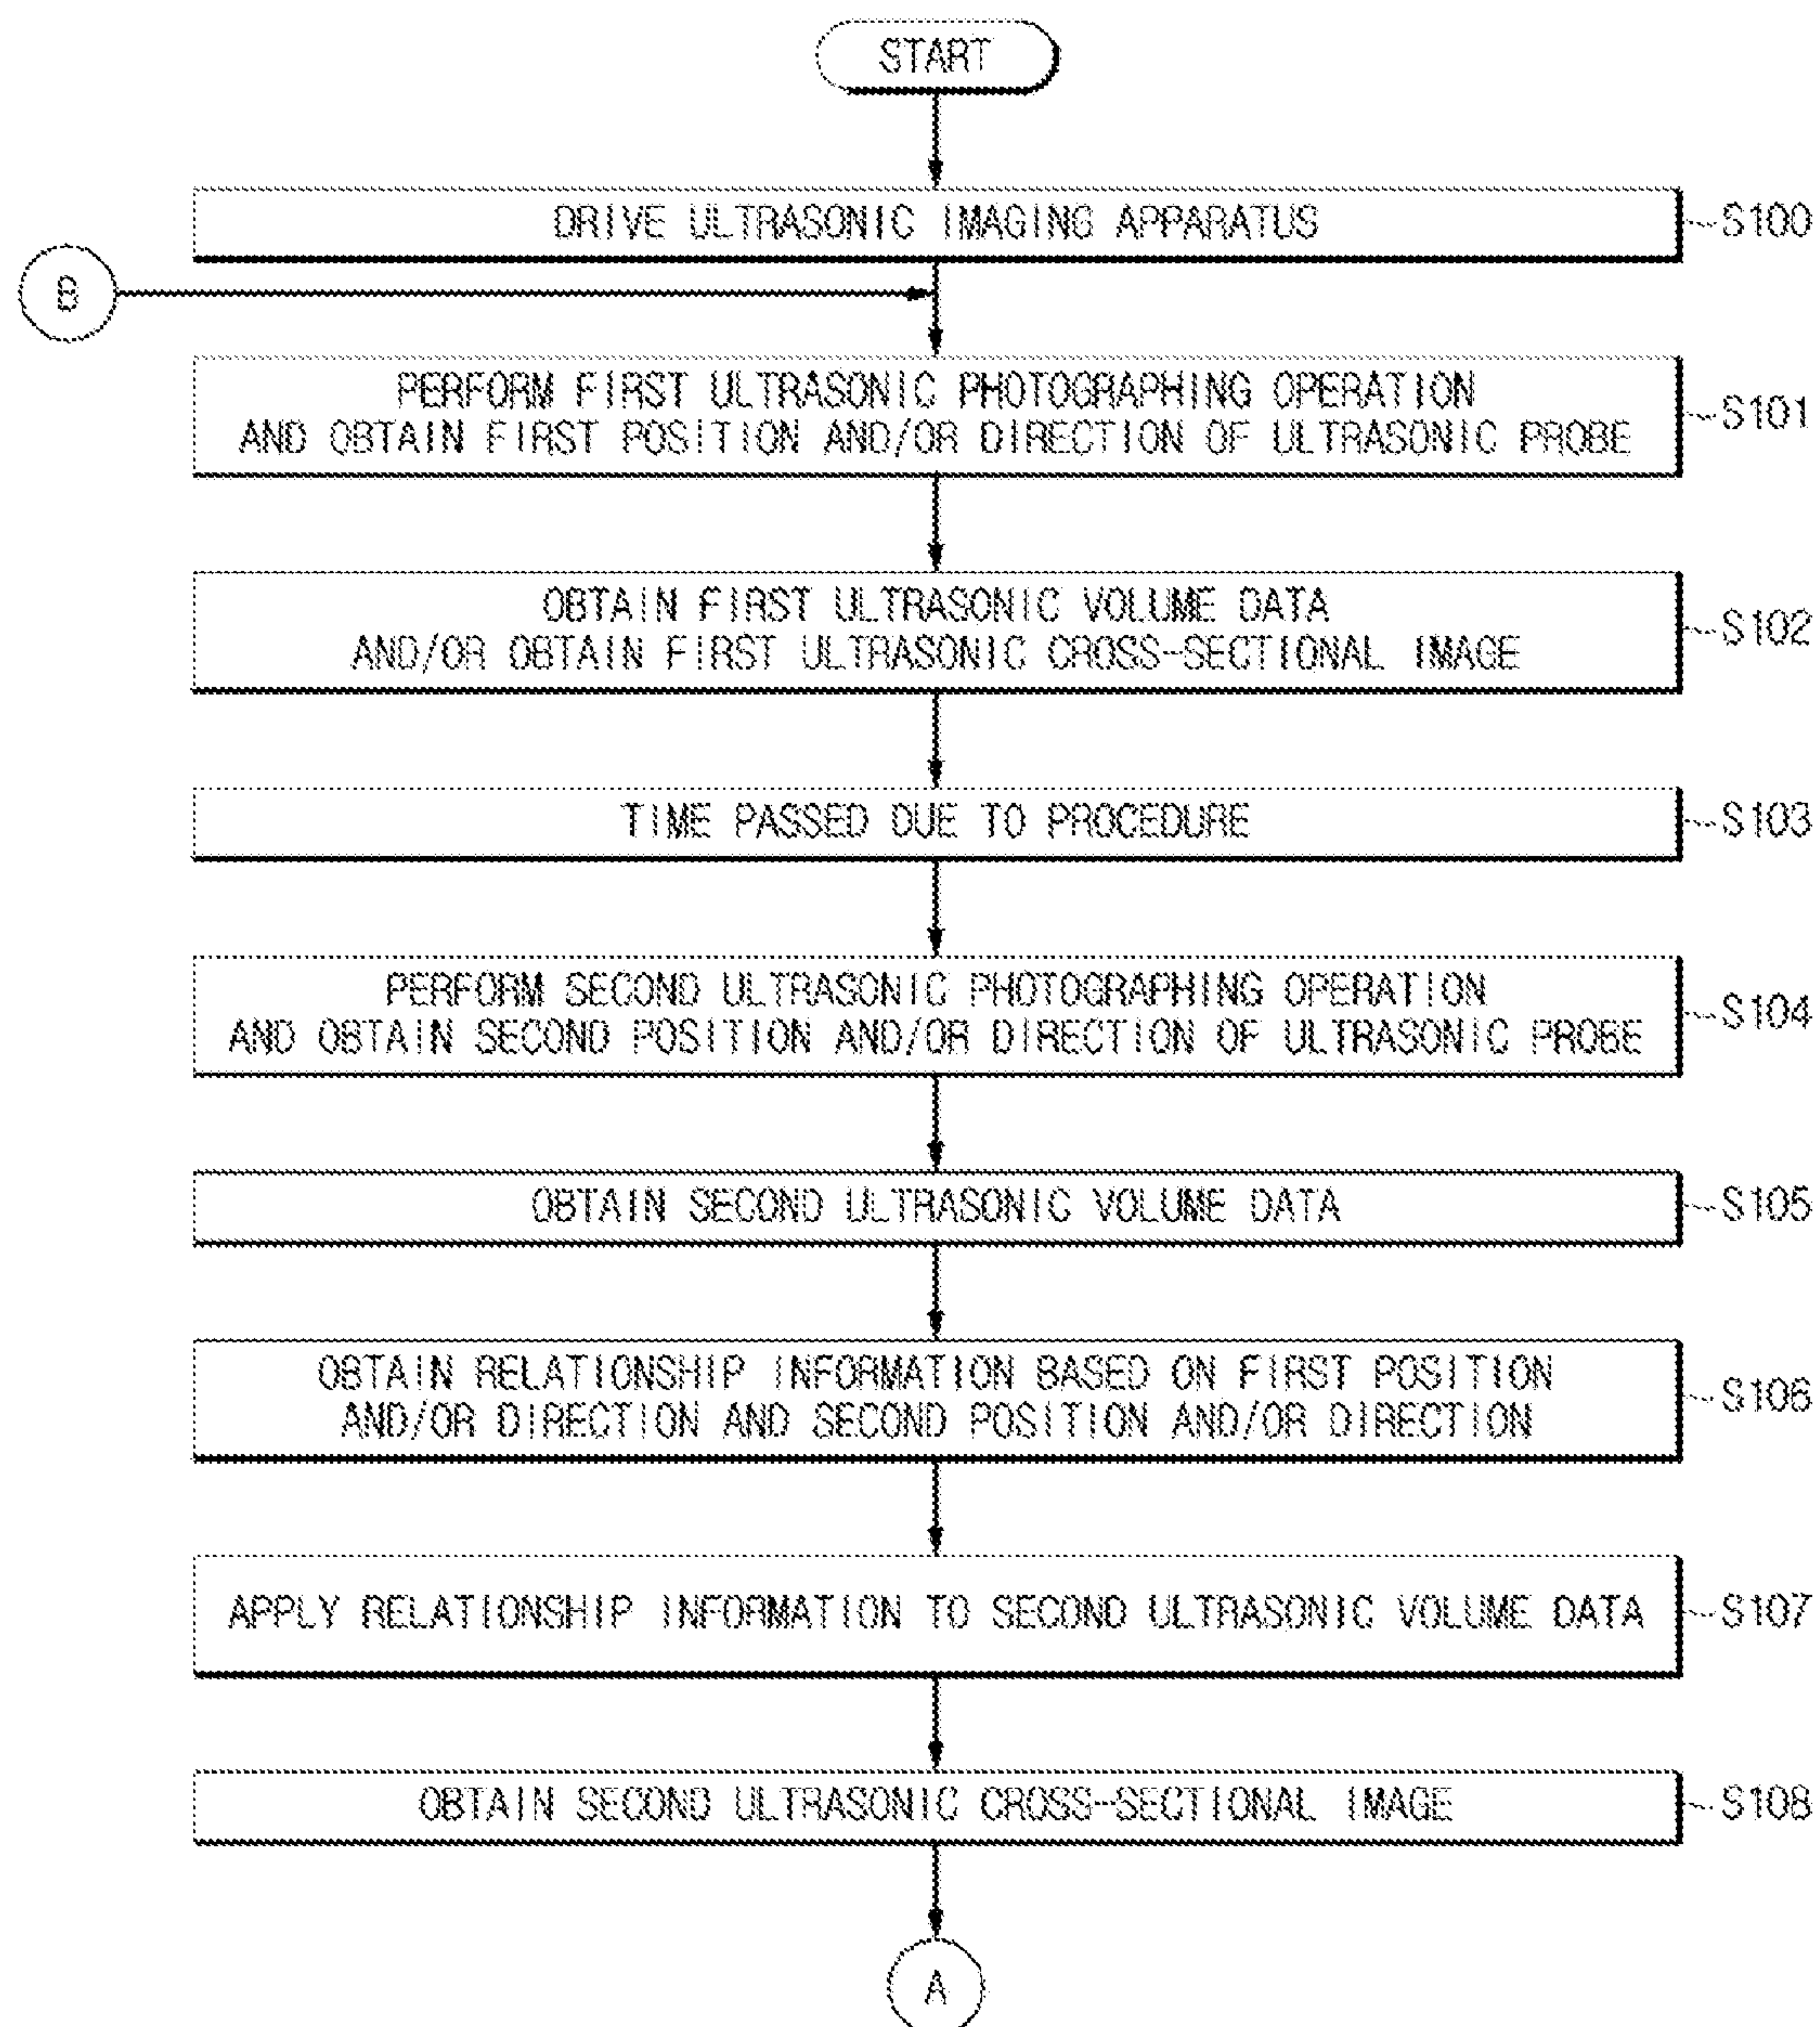 START
DRIVE ULTRASONIC IMAGING APPARATUS
S100
B
PERFORM FIRST ULTRASONIC PHOTOGRAPHING OPERATION
AND OBTAIN FIRST POSITION AND/OR DIRECTION OF ULTRASONIC PROBE
S101
OBTAIN FIRST ULTRASONIC VOLUME DATA
AND/OR OBTAIN FIRST ULTRASONIC CROSS-SECTIONAL IMAGE
S102
TIME PASSED DUE TO PROCEDURE
S103
PERFORM SECOND ULTRASONIC PHOTOGRAPHING OPERATION
AND OBTAIN SECOND POSITION AND/OR DIRECTION OF ULTRASONIC PROBE
S104
OBTAIN SECOND ULTRASONIC VOLUME DATA
S105
OBTAIN RELATIONSHIP INFORMATION BASED ON FIRST POSITION
AND/OR DIRECTION AND SECOND POSITION AND/OR DIRECTION
S106
APPLY RELATIONSHIP INFORMATION TO SECOND ULTRASONIC VOLUME DATA
S107
OBTAIN SECOND ULTRASONIC CROSS-SECTIONAL IMAGE
S108
A